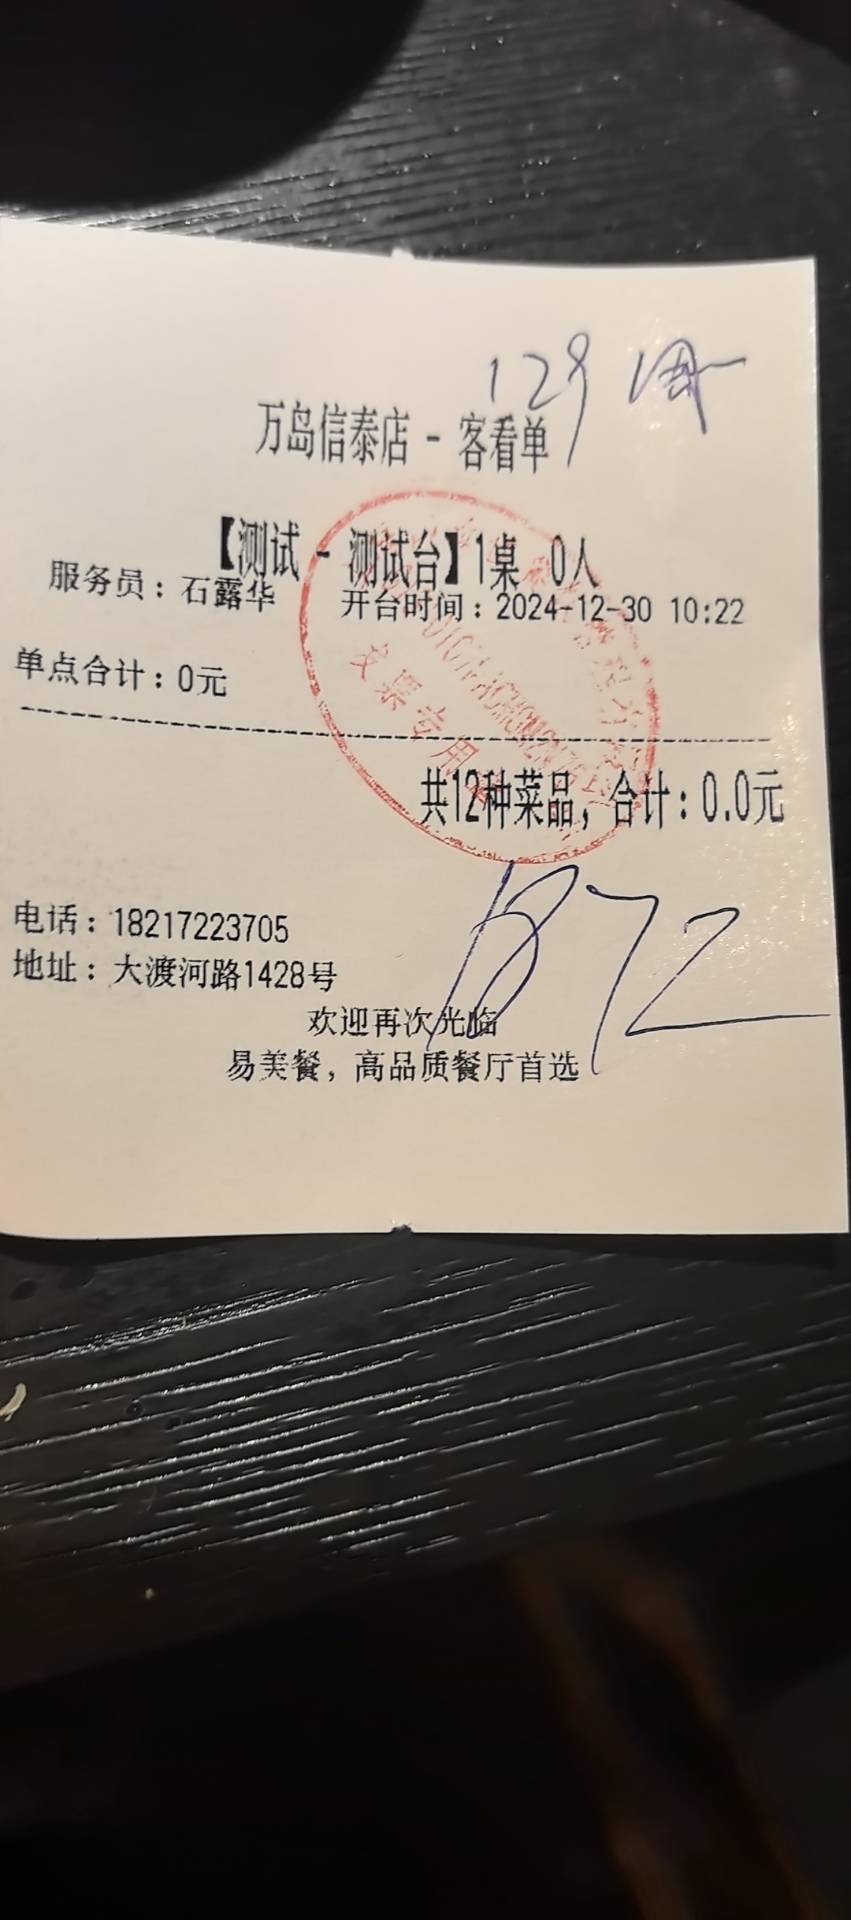 129
万岛信泰店 - 客看单
【测试 - 测试台】1桌 0人
服务员：石露华 开台时间：2024-12-30 10:22
单点合计：0元
发票专用
共12种菜品，合计：0.0元
电话：18217223705
地址：大渡河路1428号
欢迎再次光临
易美餐，高品质餐厅首选